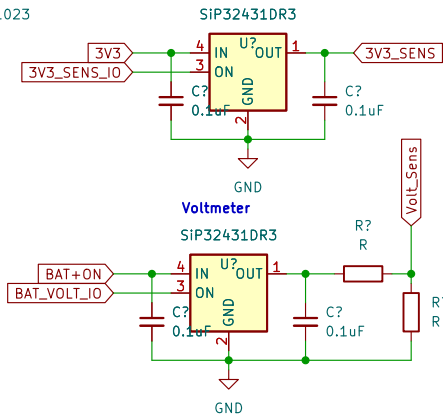 1023
SiP32431DR3
3V3
4
IN
U?
OUT
1
3V3_SENS
3V3_SENS_IO
3
ON
C?
0.1uF
GND
2
C?
0.1uF
GND
Voltmeter
Volt_Sens
SiP32431DR3
R?
R
BAT+ON
4
IN
U?
OUT
1
BAT_VOLT_IO
3
ON
C?
0.1uF
GND
2
C?
0.1uF
R?
R
GND